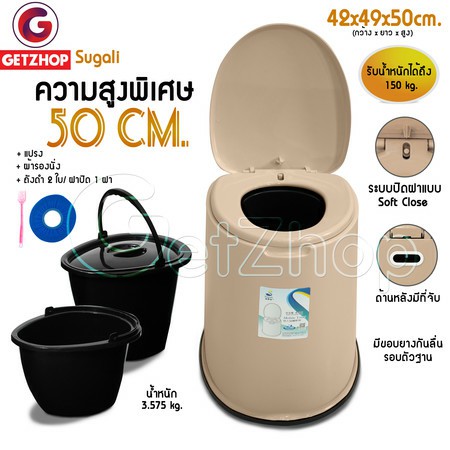 GETZHOP
Sugali
42x49x50cm.
(กว้าง x ยาว x สูง)
ความสูงพิเศษ
50 CM.
รับน้ำหนักได้ถึง
150 kg.
+ แปรง
+ ผ้ารองนั่ง
+ ถังดำ 2 ใบ/ ฝาปิด 1 ฝา
ระบบปิดฝาแบบ
Soft Close
GetZhop
ด้านหลังมีที่จับ
มีขอบยางกันลื่น
รอบตัวฐาน
น้ำหนัก
3.575 kg.